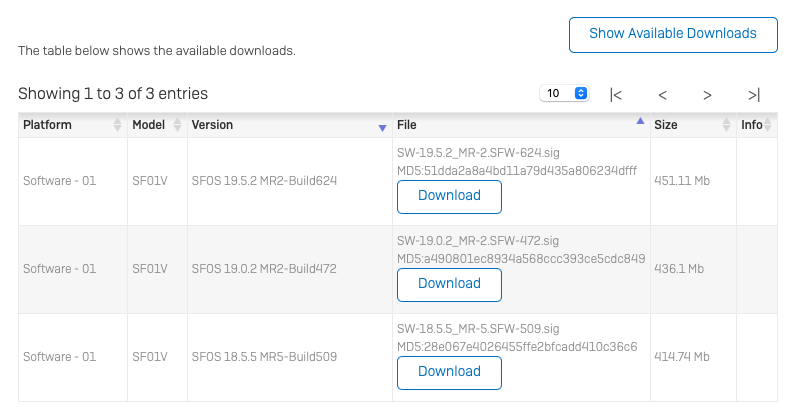 Show Available Downloads
The table below shows the available downloads.
Showing 1 to 3 of 3 entries
10 |< < > >|
Platform Model Version File Size Info
SW-19.5.2_MR-2.SFW-624.sig
MD5:51dda2a8a4bd11a79d435a806234dfff
Software - 01 SF01V SFOS 19.5.2 MR2-Build624 451.11 Mb
Download
SW-19.0.2_MR-2.SFW-472.sig
MD5:a490801ec8934a568ccc393ce5cdc849
Software - 01 SF01V SFOS 19.0.2 MR2-Build472 436.1 Mb
Download
SW-18.5.5_MR-5.SFW-509.sig
MD5:28e067e4026455ffe2bfcadd410c36c6
Software - 01 SF01V SFOS 18.5.5 MR5-Build509 414.74 Mb
Download